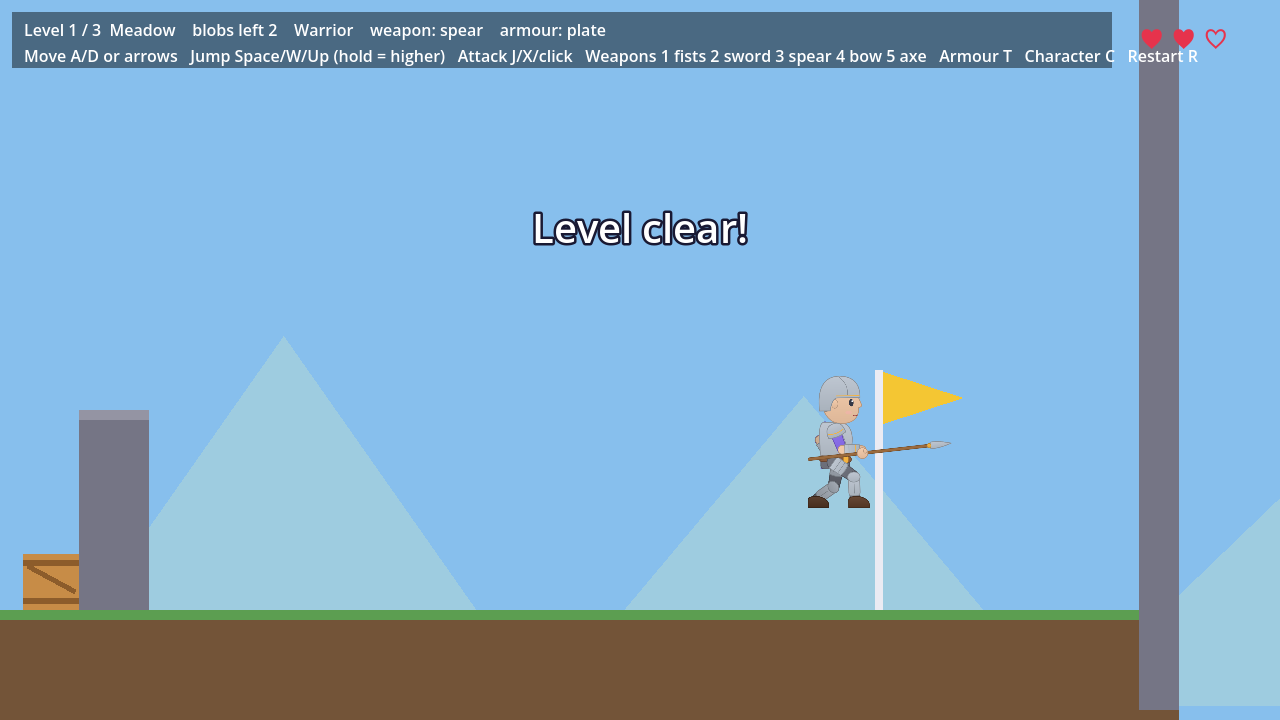 Level 1 / 3  Meadow    blobs left 2    Warrior    weapon: spear    armour: plate
Move A/D or arrows   Jump Space/W/Up (hold = higher)   Attack J/X/click   Weapons 1 fists 2 sword 3 spear 4 bow 5 axe   Armour T   Character C   Restart R
Level clear!